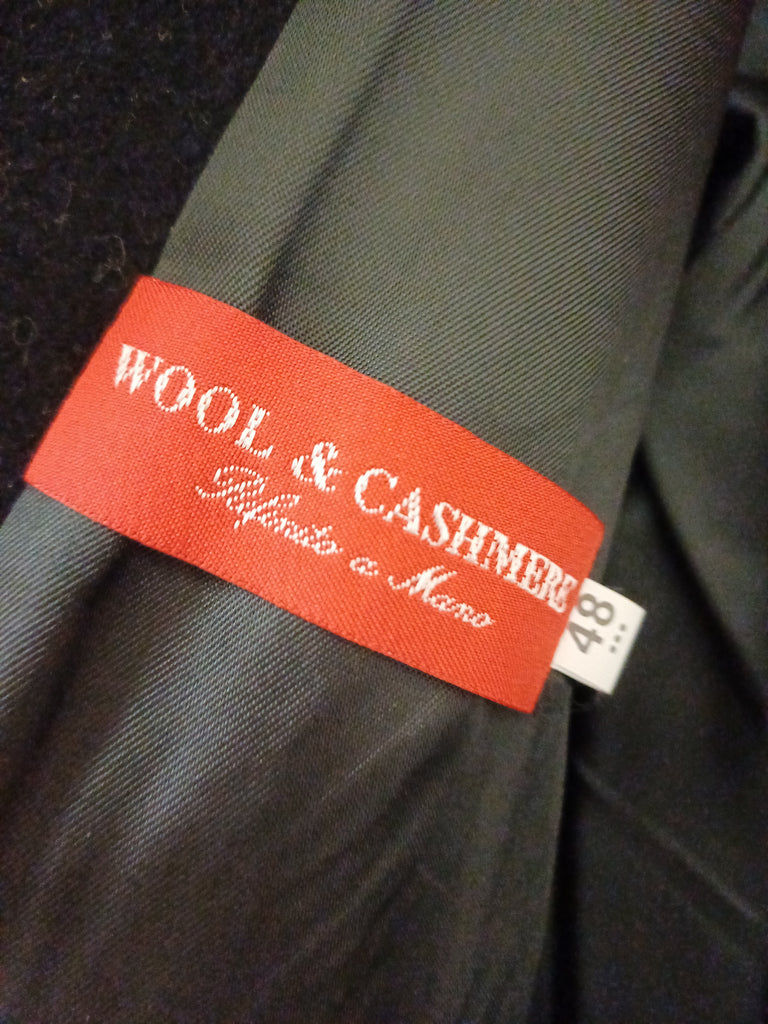 WOOL & CASHMERE
Rifinito a Mano
48
...